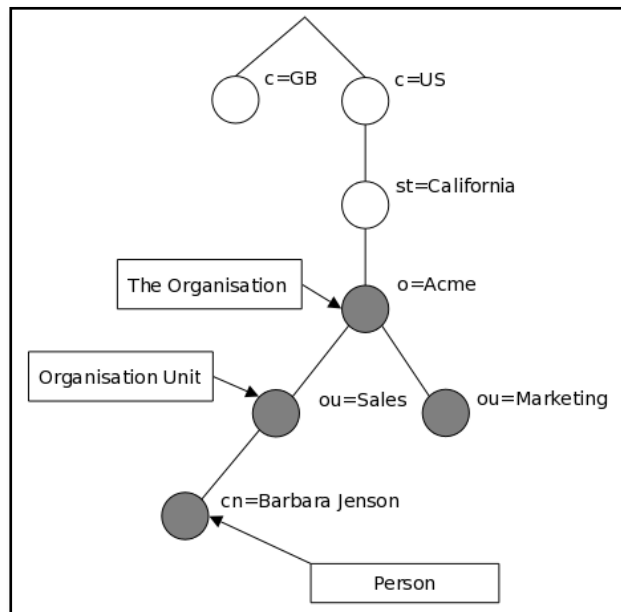 c=GB
c=US
st=California
The Organisation
o=Acme
Organisation Unit
ou=Sales
ou=Marketing
cn=Barbara Jenson
Person